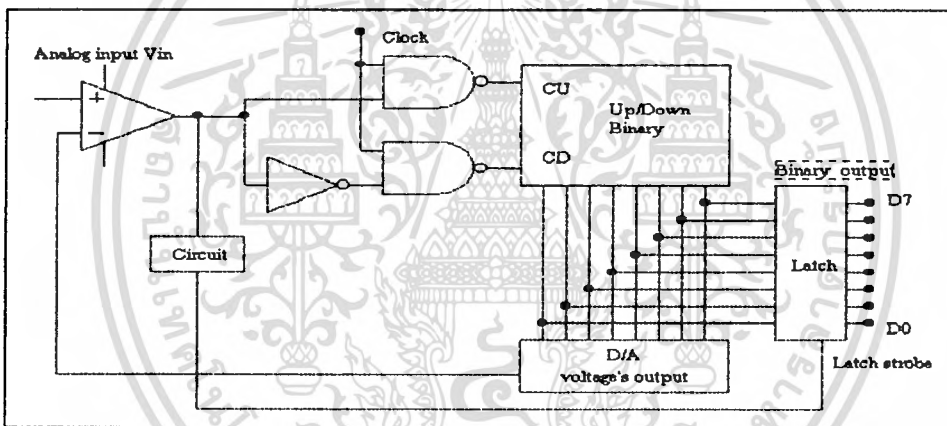 Clock
Analog input Vin
+
−
CU
Up/Down
Binary
CD
Binary output
D7
Circuit
Latch
D0
D/A
voltage's output
Latch strobe